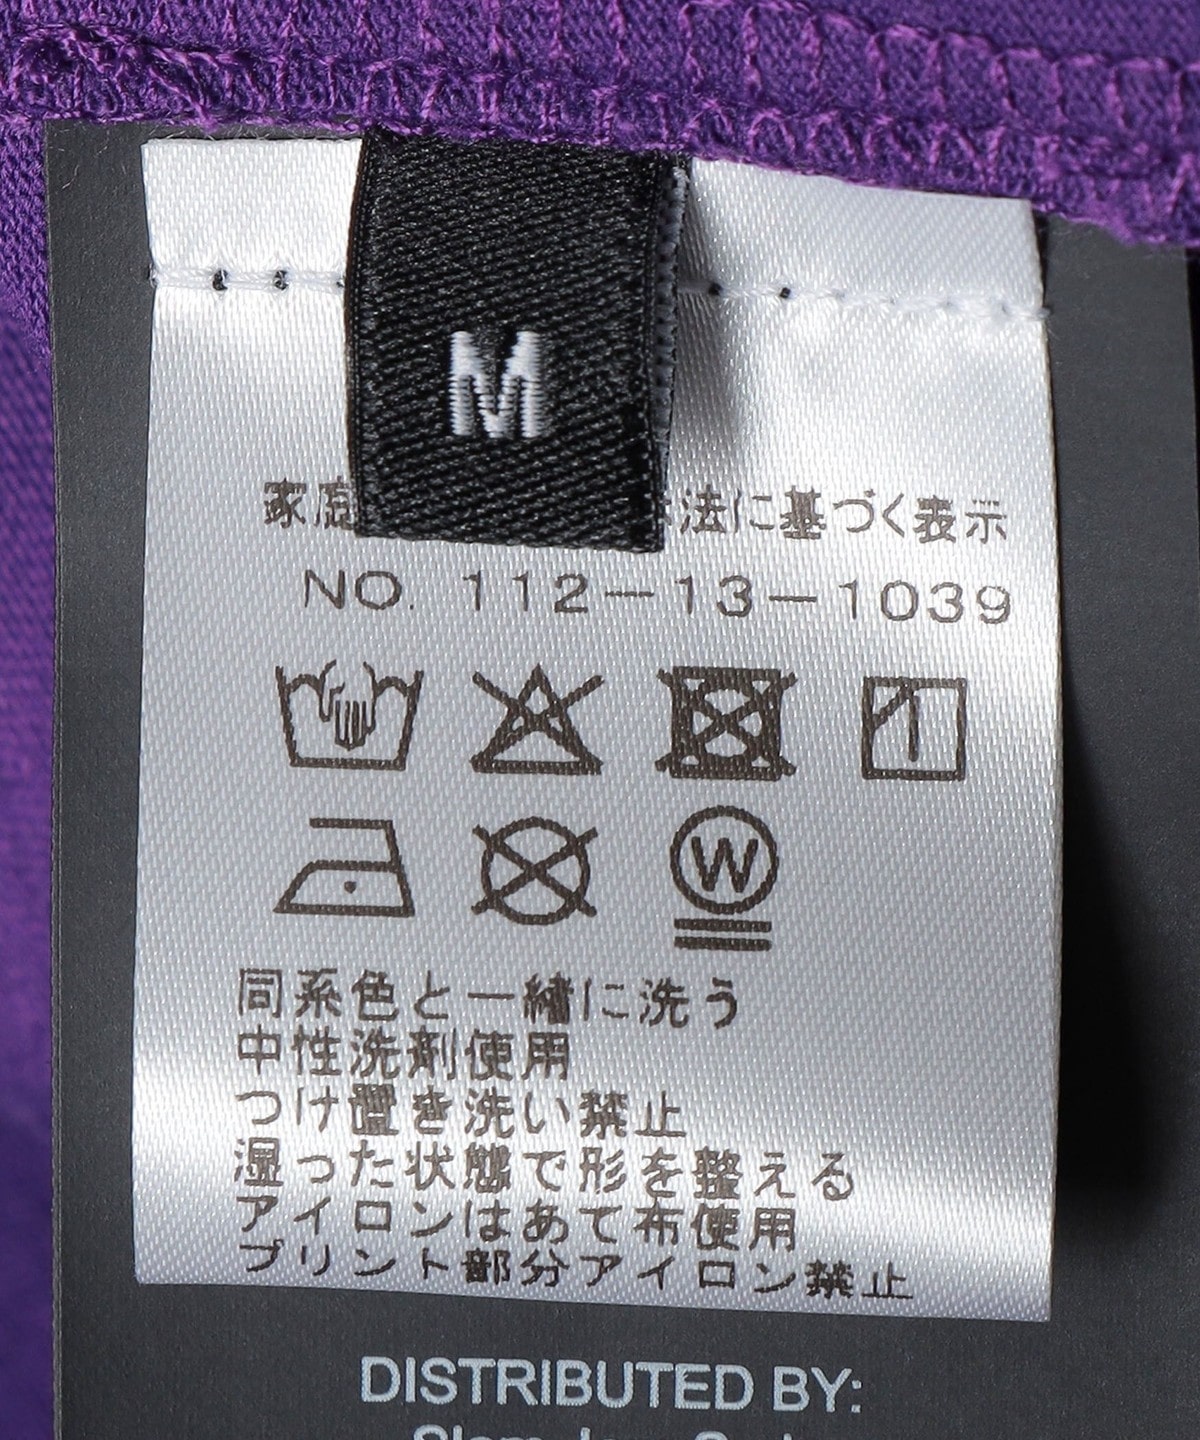 M
家庭 法に基づく表示
NO. 112-13-1039
W
同系色と一緒に洗う
中性洗剤使用
つけ置き洗い禁止
湿った状態で形を整える
アイロンはあて布使用
プリント部分アイロン禁止
DISTRIBUTED BY: